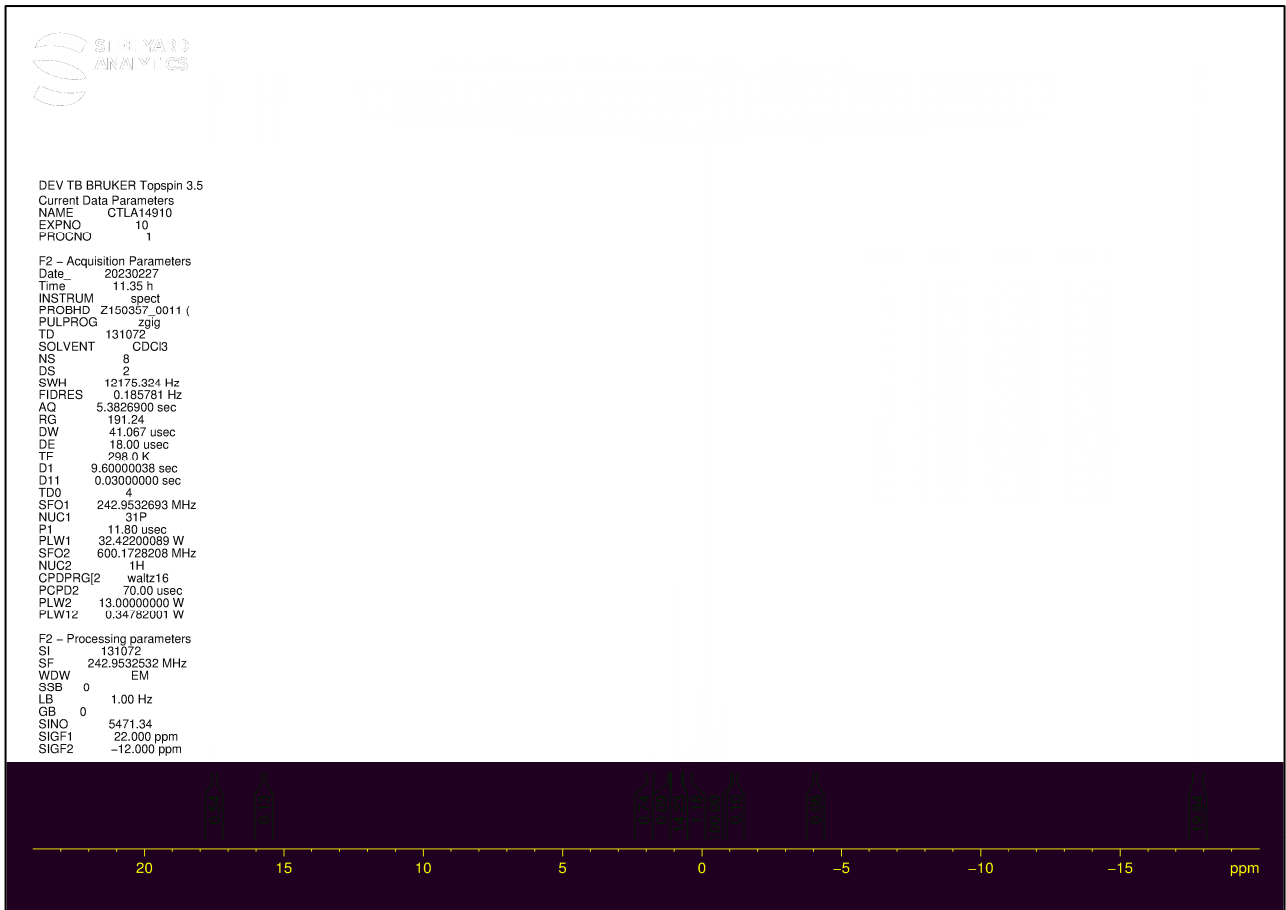 ANALYTICS
DEV TB BRUKER Topspin 3.5
Current Data Parameters
NAME CTLA14910
EXPNO 10
PROCNO 1
F2 – Acquisition Parameters
Date_ 20230227
Time 11.35 h
INSTRUM spect
PROBHD Z150357_0011 (
PULPROG zgig
TD 131072
SOLVENT CDCl3
NS 8
DS 2
SWH 12175.324 Hz
FIDRES 0.185781 Hz
AQ 5.3826900 sec
RG 191.24
DW 41.067 usec
DE 18.00 usec
TE 298.0 K
D1 9.60000038 sec
D11 0.03000000 sec
TD0 4
SFO1 242.9532693 MHz
NUC1 31P
P1 11.80 usec
PLW1 32.42200089 W
SFO2 600.1728208 MHz
NUC2 1H
CPDPRG[2 waltz16
PCPD2 70.00 usec
PLW2 13.00000000 W
PLW12 0.34782001 W
F2 – Processing parameters
SI 131072
SF 242.9532532 MHz
WDW EM
SSB 0
LB 1.00 Hz
GB 0
SINO 5471.34
SIGF1 22.000 ppm
SIGF2 –12.000 ppm
20 15 10 5 0 –5 –10 –15 ppm